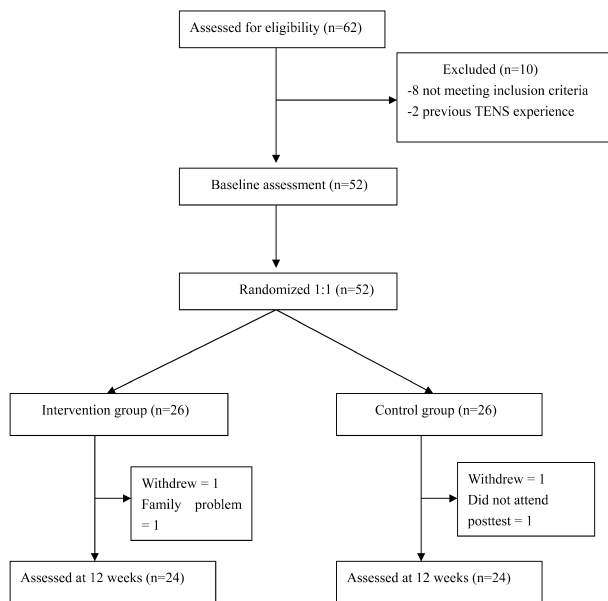 Assessed for eligibility (n=62)
Excluded (n=10)
-8 not meeting inclusion criteria
-2 previous TENS experience
Baseline assessment (n=52)
Randomized 1:1 (n=52)
Intervention group (n=26)
Control group (n=26)
Withdrew = 1
Family problem
= 1
Withdrew = 1
Did not attend
posttest = 1
Assessed at 12 weeks (n=24)
Assessed at 12 weeks (n=24)